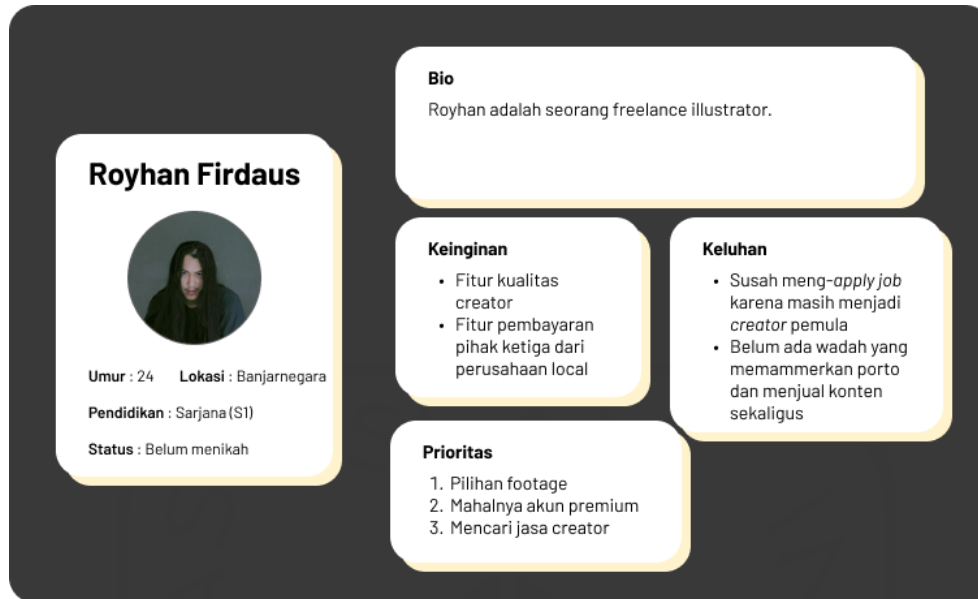 Royhan Firdaus
Umur : 24 Lokasi : Banjarnegara
Pendidikan : Sarjana (S1)
Status : Belum menikah
Bio
Royhan adalah seorang freelance illustrator.
Keinginan
• Fitur kualitas
creator
• Fitur pembayaran
pihak ketiga dari
perusahaan local
Keluhan
• Susah meng-apply job
karena masih menjadi
creator pemula
• Belum ada wadah yang
memammerkan porto
dan menjual konten
sekaligus
Prioritas
1. Pilihan footage
2. Mahalnya akun premium
3. Mencari jasa creator